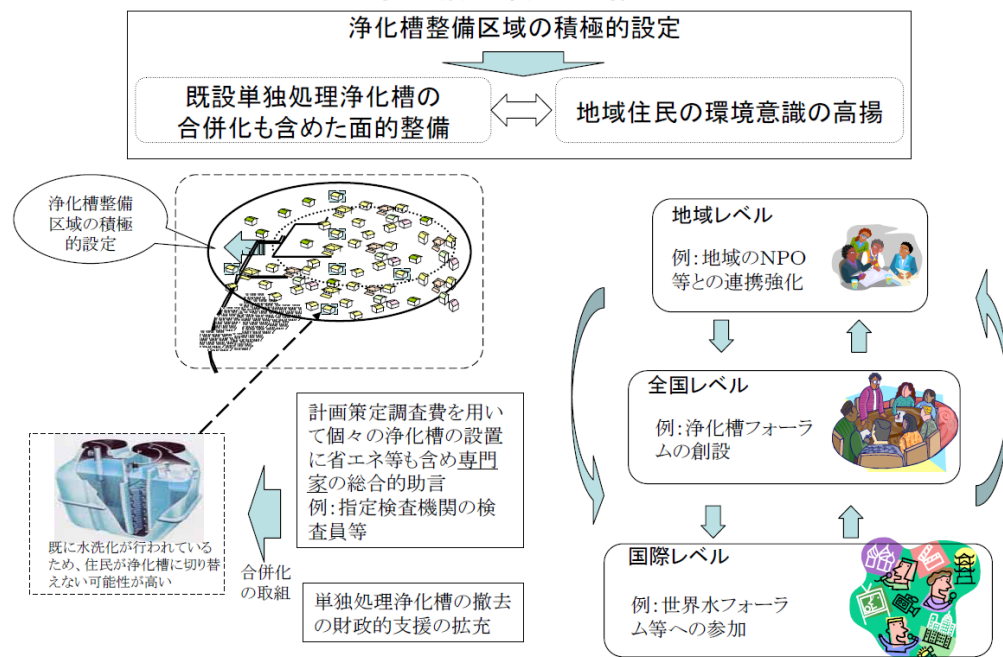 浄化槽整備区域の積極的設定
既設単独処理浄化槽の
合併化も含めた面的整備
地域住民の環境意識の高揚
浄化槽整備
区域の積極
的設定
既に水洗化が行われている
ため、住民が浄化槽に切り替
えない可能性が高い
合併化
の取組
計画策定調査費を用い
て個々の浄化槽の設置
に省エネ等も含め専門
家の総合的助言
例：指定検査機関の検
査員等
単独処理浄化槽の撤去
の財政的支援の拡充
地域レベル
例：地域のNPO
等との連携強化
全国レベル
例：浄化槽フォーラ
ムの創設
国際レベル
例：世界水フォーラ
ム等への参加